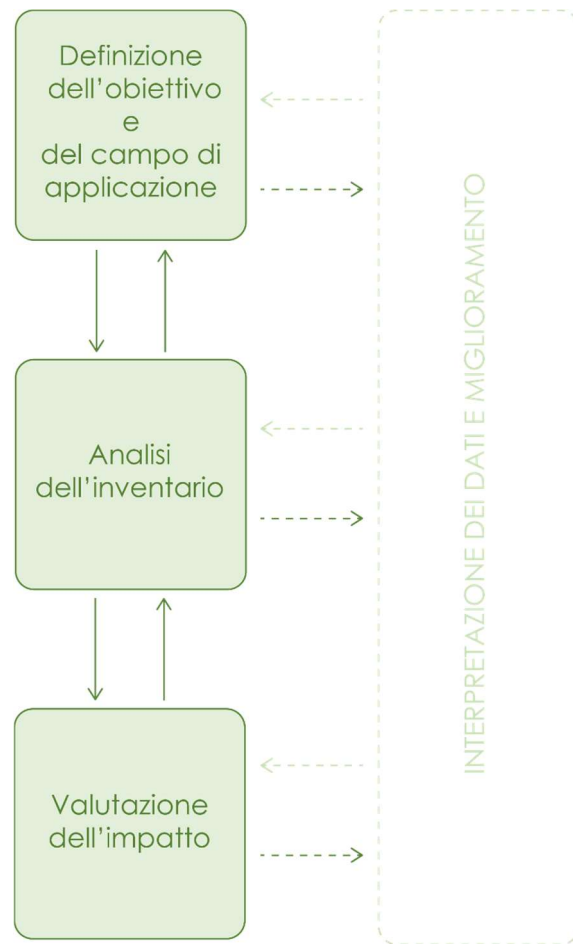 Definizione
dell'obiettivo
e
del campo di
applicazione
Analisi
dell'inventario
Valutazione
dell'impatto
INTERPRETAZIONE DEI DATI E MIGLIORAMENTO